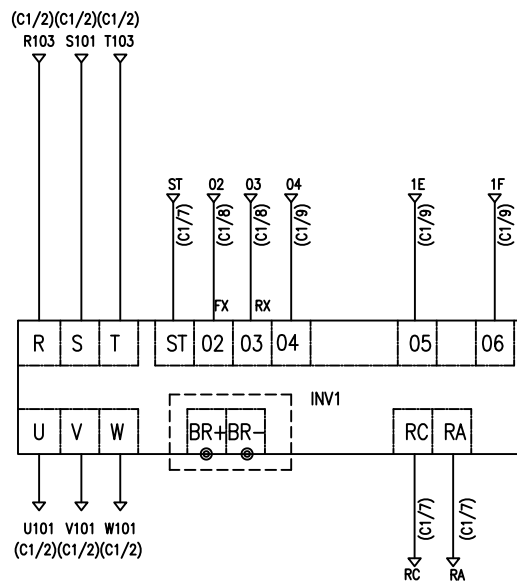 (C1/2)(C1/2)(C1/2)
R103 S101 T103
ST 02 03 04 1E 1F
(C1/7) (C1/8) (C1/8) (C1/9) (C1/9) (C1/9)
FX RX
R S T ST 02 03 04 05 06
INV1
U V W BR+ BR- RC RA
U101 V101 W101
(C1/2)(C1/2)(C1/2)
(C1/7) (C1/7)
RC RA